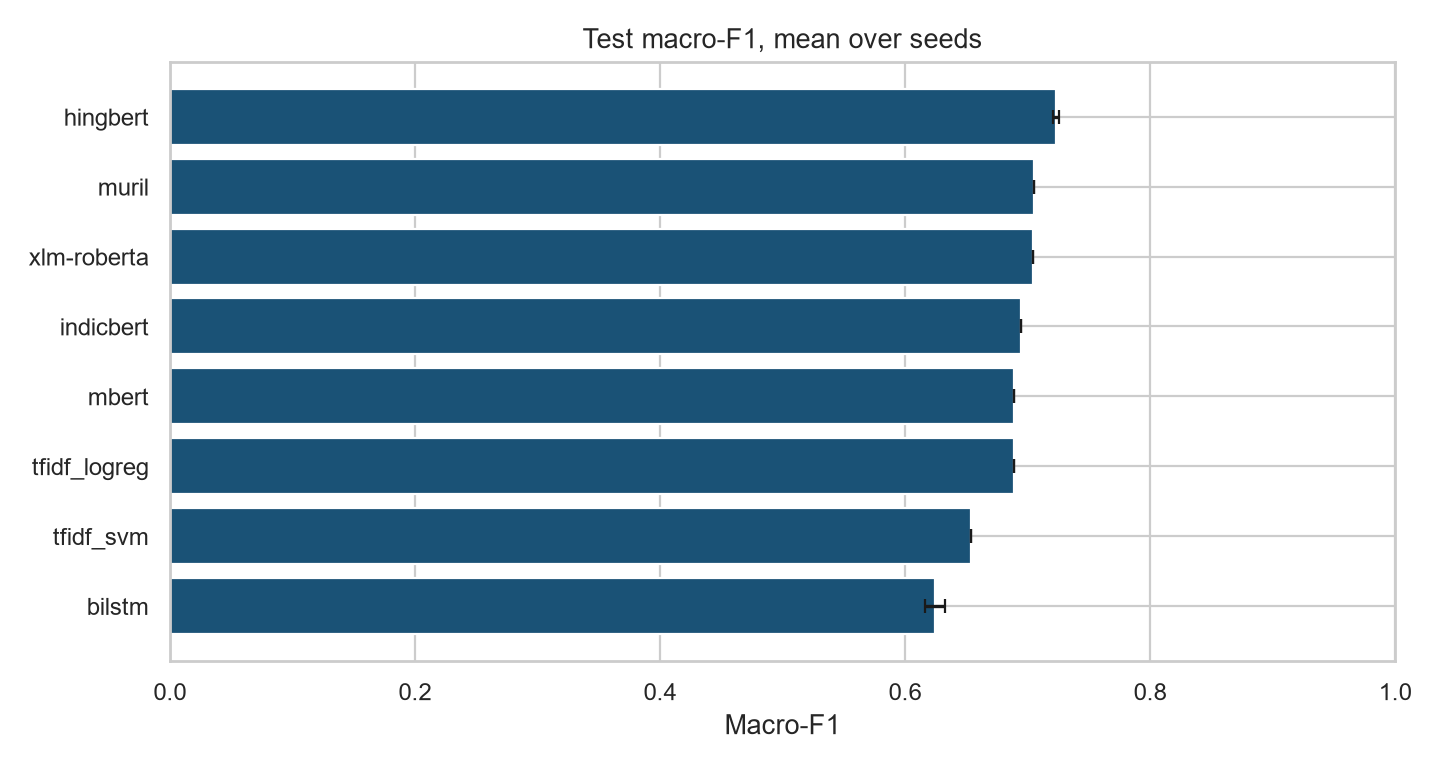 Test macro-F1, mean over seeds
hingbert
muril
xlm-roberta
indicbert
mbert
tfidf_logreg
tfidf_svm
bilstm
0.0 0.2 0.4 0.6 0.8 1.0
Macro-F1